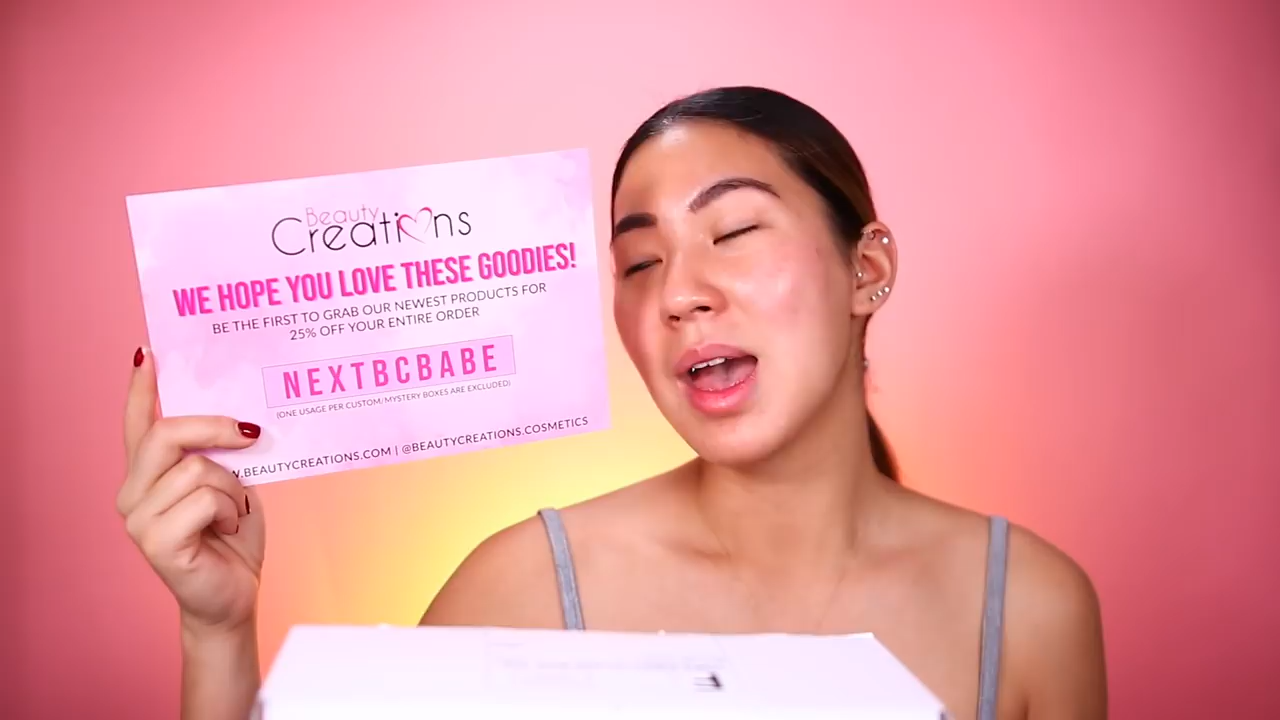 Beauty
Creations
WE HOPE YOU LOVE THESE GOODIES!
BE THE FIRST TO GRAB OUR NEWEST PRODUCTS FOR
25% OFF YOUR ENTIRE ORDER
NEXTBCBABE
(ONE USAGE PER CUSTOM/MYSTERY BOXES ARE EXCLUDED)
W.BEAUTYCREATIONS.COM | @BEAUTYCREATIONS.COSMETICS